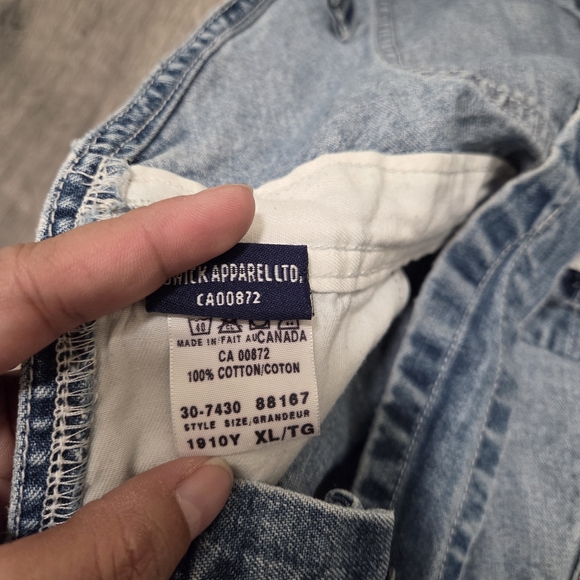 APPAREL LTD.
CA00872
40
MADE IN/FAIT AU CANADA
CA 00872
100% COTTON/COTON
30-7430 88167
STYLE SIZE/GRANDEUR
1910Y XL/TG